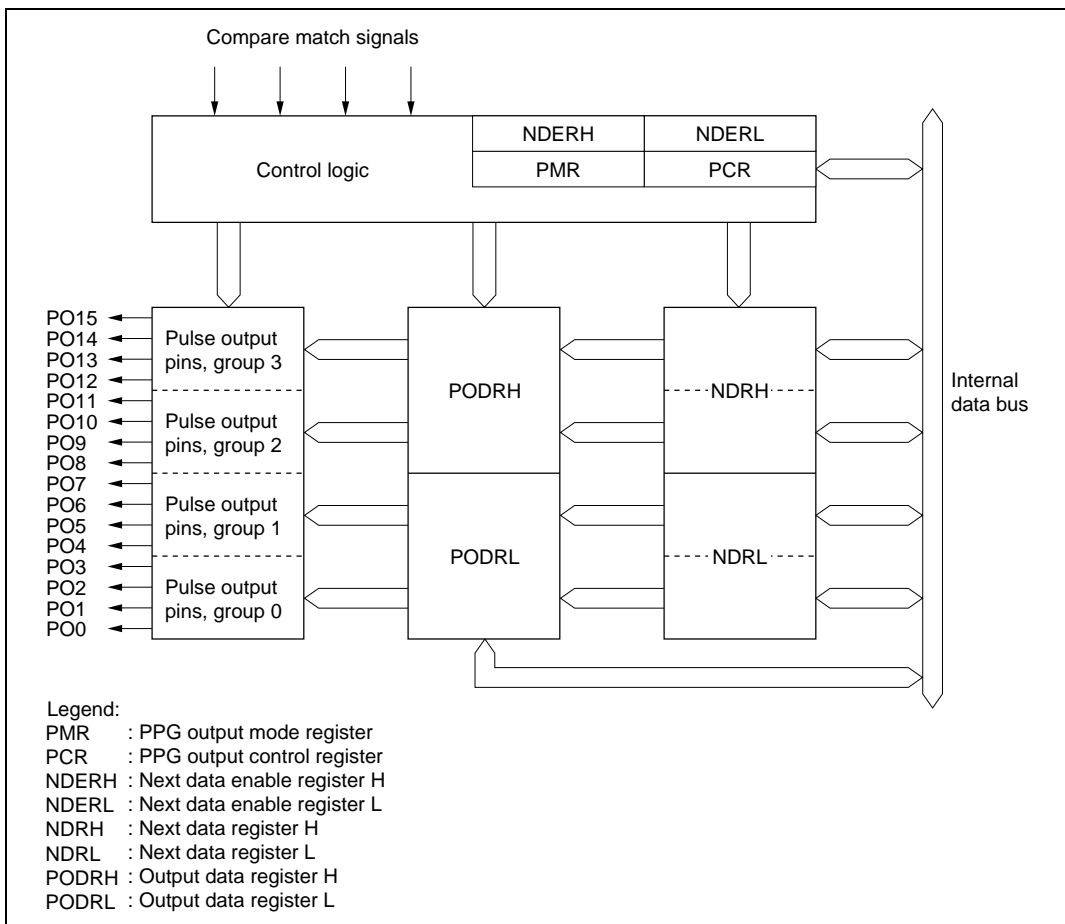 Compare match signals
NDERH NDERL
Control logic
PMR PCR
PO15
PO14
PO13
PO12
PO11
PO10
PO9
PO8
PO7
PO6
PO5
PO4
PO3
PO2
PO1
PO0
Pulse output
pins, group 3
Pulse output
pins, group 2
Pulse output
pins, group 1
Pulse output
pins, group 0
PODRH
PODRL
NDRH
NDRL
Internal
data bus
Legend:
PMR : PPG output mode register
PCR : PPG output control register
NDERH : Next data enable register H
NDERL : Next data enable register L
NDRH : Next data register H
NDRL : Next data register L
PODRH : Output data register H
PODRL : Output data register L